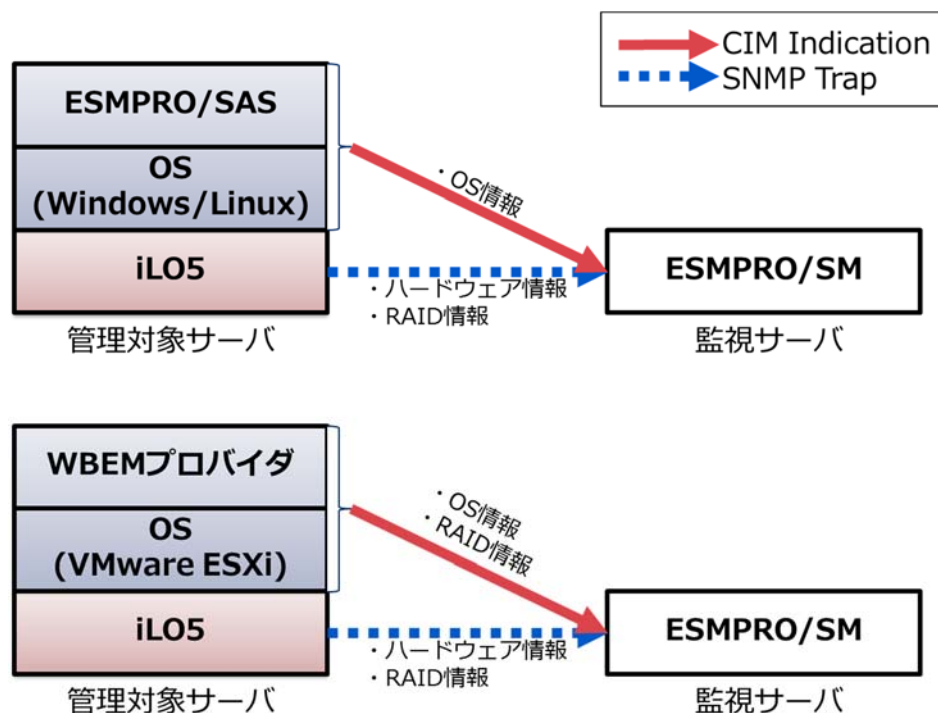 CIM Indication
SNMP Trap
ESMPRO/SAS
OS
(Windows/Linux)
iLO5
管理対象サーバ
・OS情報
・ハードウェア情報
・RAID情報
ESMPRO/SM
監視サーバ
WBEMプロバイダ
OS
(VMware ESXi)
iLO5
管理対象サーバ
・OS情報
・RAID情報
・ハードウェア情報
・RAID情報
ESMPRO/SM
監視サーバ